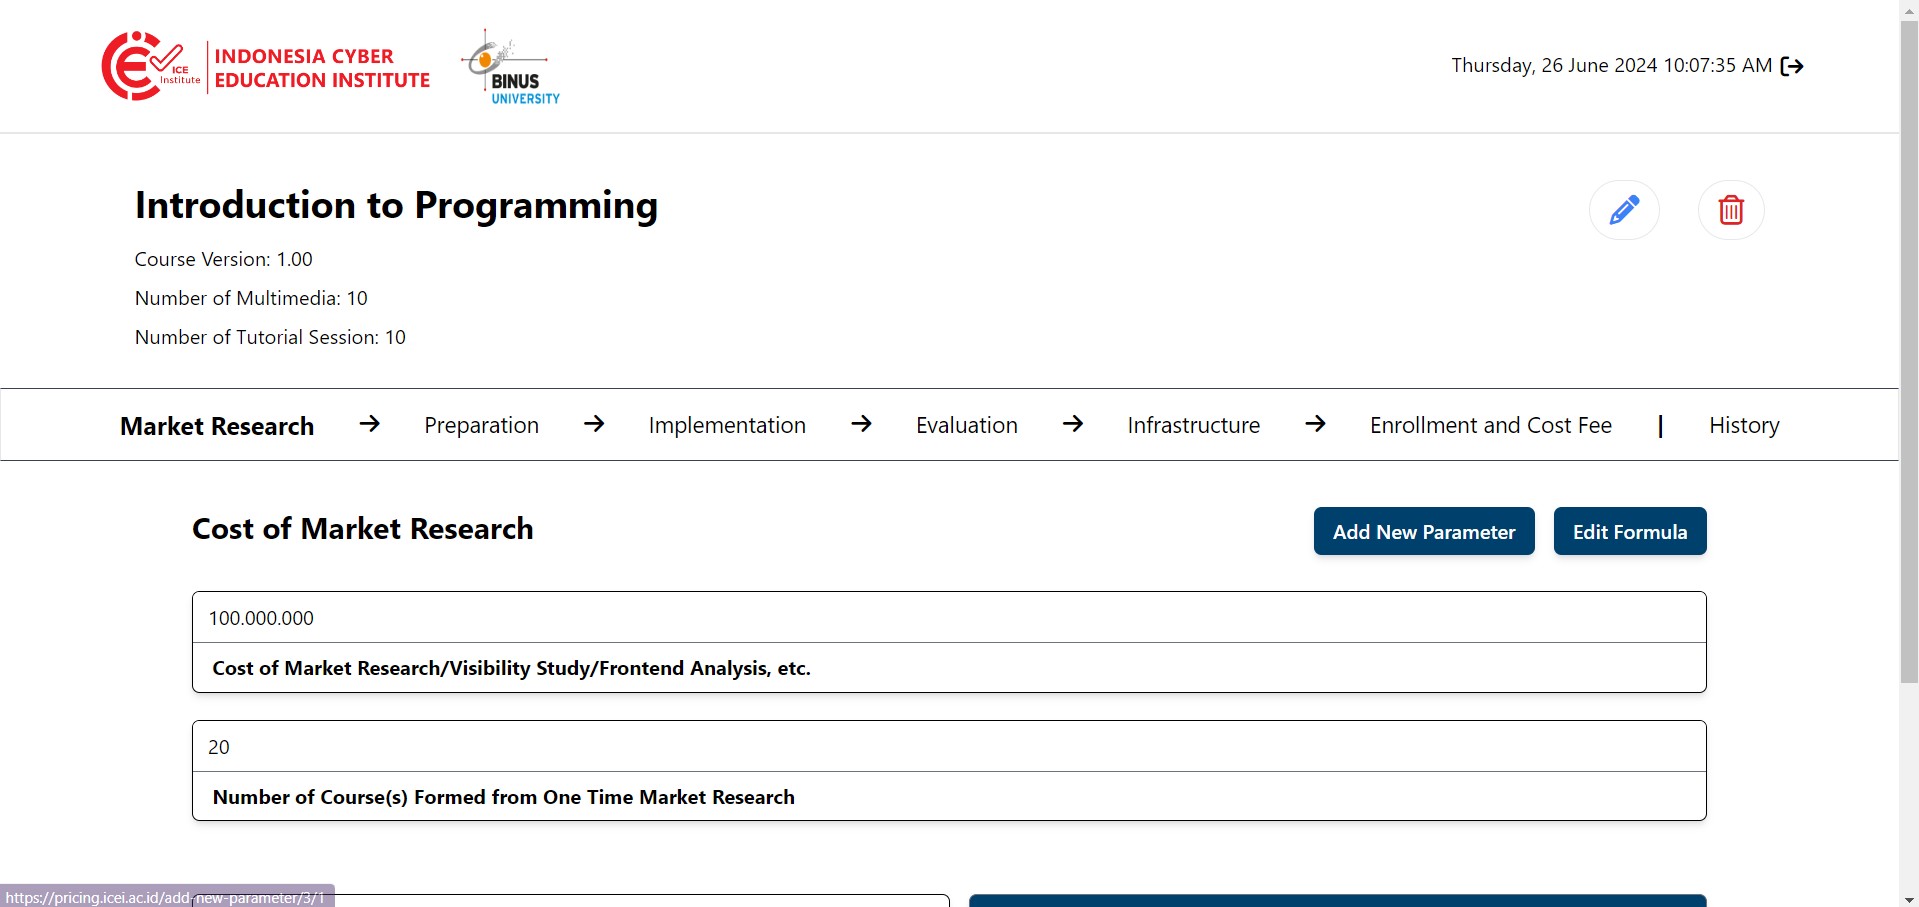 ICE
Institute
INDONESIA CYBER
EDUCATION INSTITUTE
BINUS
UNIVERSITY
Thursday, 26 June 2024 10:07:35 AM
Introduction to Programming
Course Version: 1.00
Number of Multimedia: 10
Number of Tutorial Session: 10
Market Research → Preparation → Implementation → Evaluation → Infrastructure → Enrollment and Cost Fee | History
Cost of Market Research
Add New Parameter
Edit Formula
100.000.000
Cost of Market Research/Visibility Study/Frontend Analysis, etc.
20
Number of Course(s) Formed from One Time Market Research
https://pricing.icei.ac.id/add-new-parameter/3/1